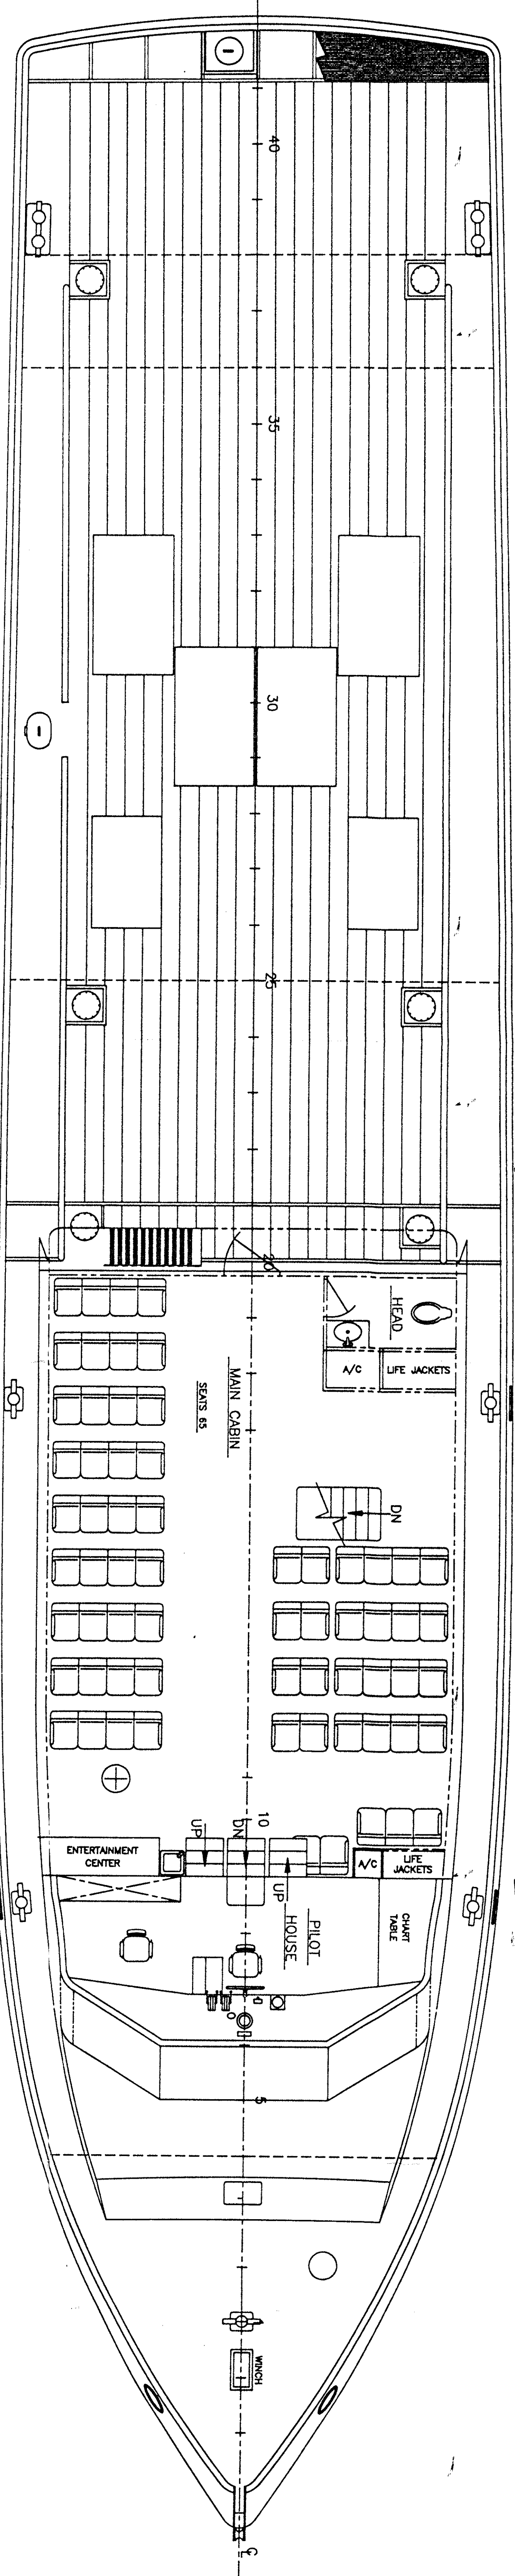 40
35
30
25
20
HEAD
A/C
LIFE JACKETS
MAIN CABIN
SEATS 65
DN
10
UP
DN
UP
ENTERTAINMENT
CENTER
A/C
LIFE
JACKETS
PILOT
HOUSE
CHART
TABLE
5
WINCH
CL